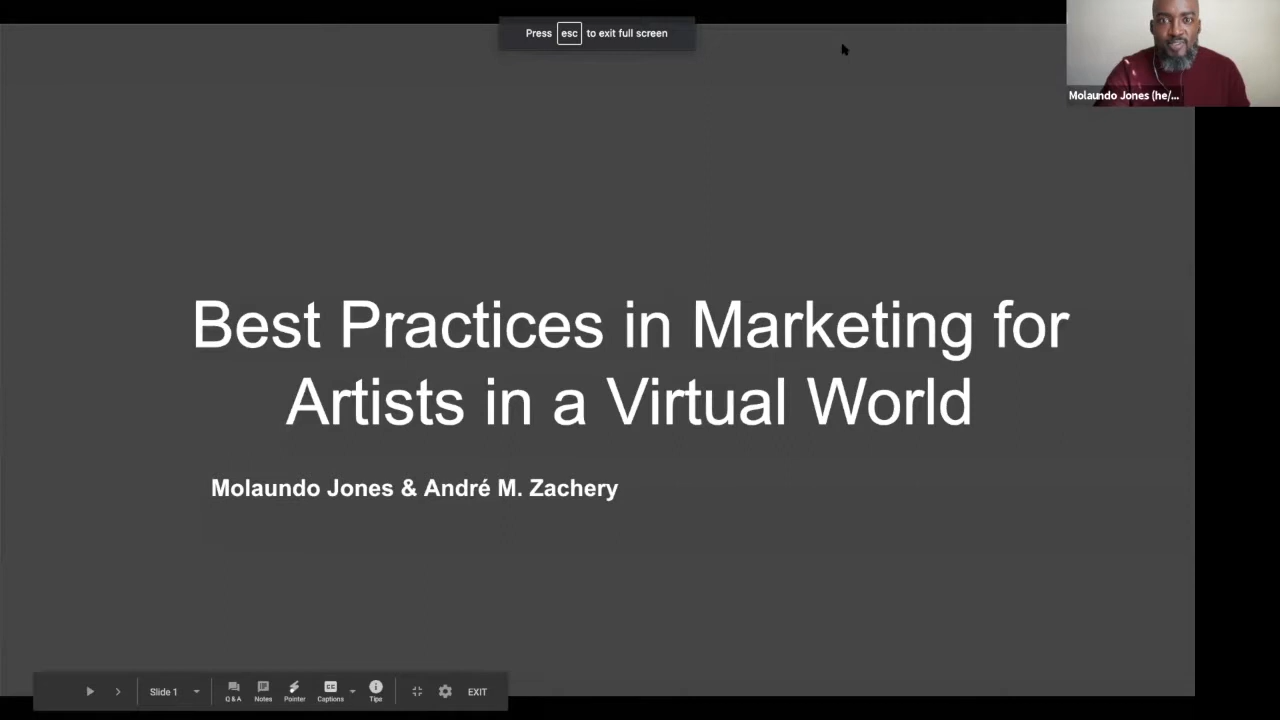 Press esc to exit full screen
Molaundo Jones (he/...
Best Practices in Marketing for
Artists in a Virtual World
Molaundo Jones & André M. Zachery
Slide 1
Q & A
Notes
Pointer
Captions
Tips
EXIT